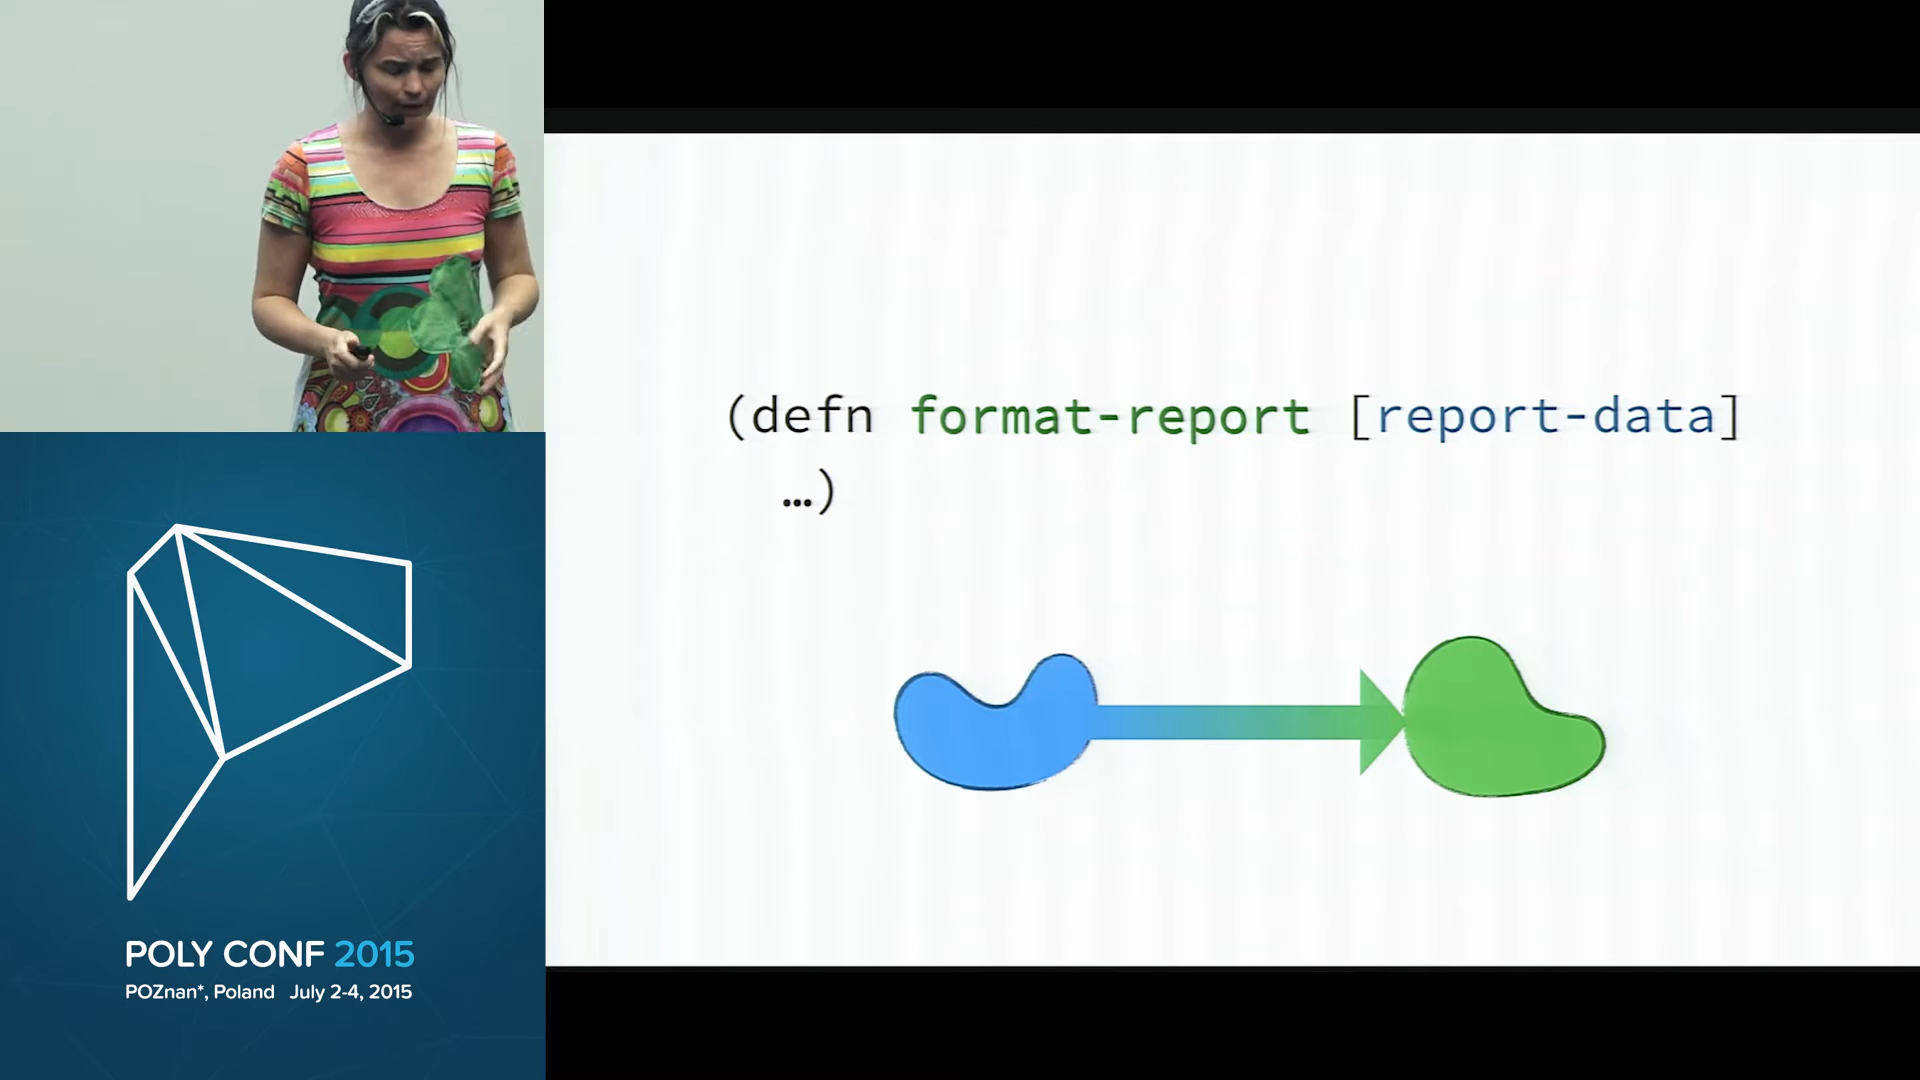 (defn format-report [report-data]
…)
POLY CONF 2015
POZnan*, Poland July 2-4, 2015